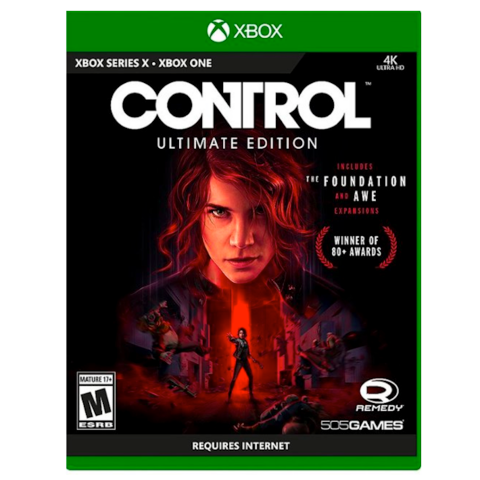 XBOX
XBOX SERIES X • XBOX ONE
4K
ULTRA HD
CONTROL™
ULTIMATE EDITION
INCLUDES
THE FOUNDATION
AND AWE
EXPANSIONS
WINNER OF
80+ AWARDS
MATURE 17+
M
ESRB
REMEDY
505GAMES
REQUIRES INTERNET